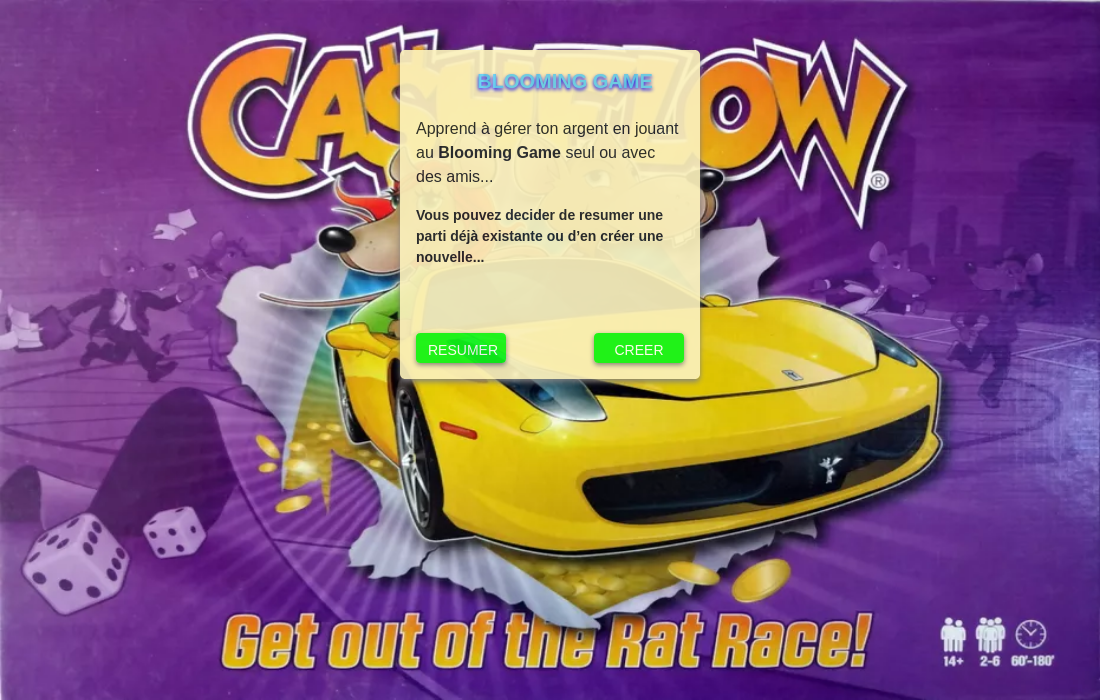 CASHFLOW
®
BLOOMING GAME
Apprend à gérer ton argent en jouant
au Blooming Game seul ou avec
des amis...
Vous pouvez decider de resumer une
parti déjà existante ou d’en créer une
nouvelle...
RESUMER
CREER
Get out of the Rat Race!
14+ 2-6 60'-180'